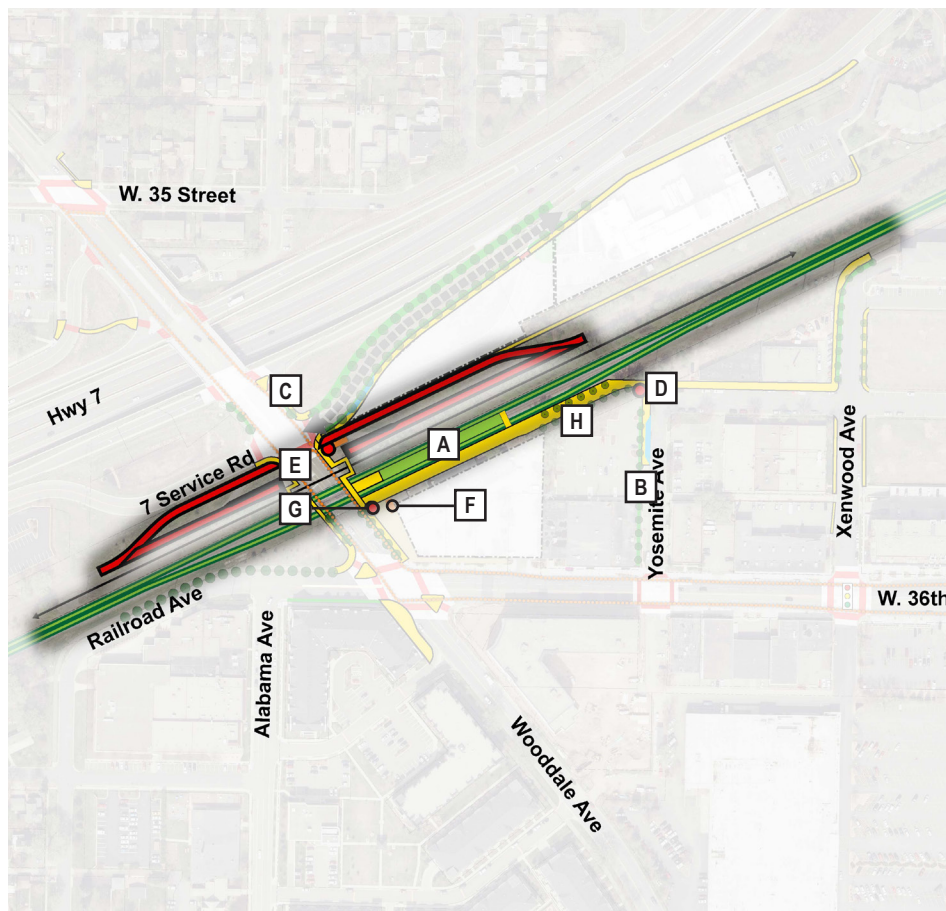 W. 35 Street
Hwy 7
C
D
A
H
7 Service Rd
E
B
G
F
Yosemite Ave
Xenwood Ave
W. 36th
Railroad Ave
Alabama Ave
Wooddale Ave